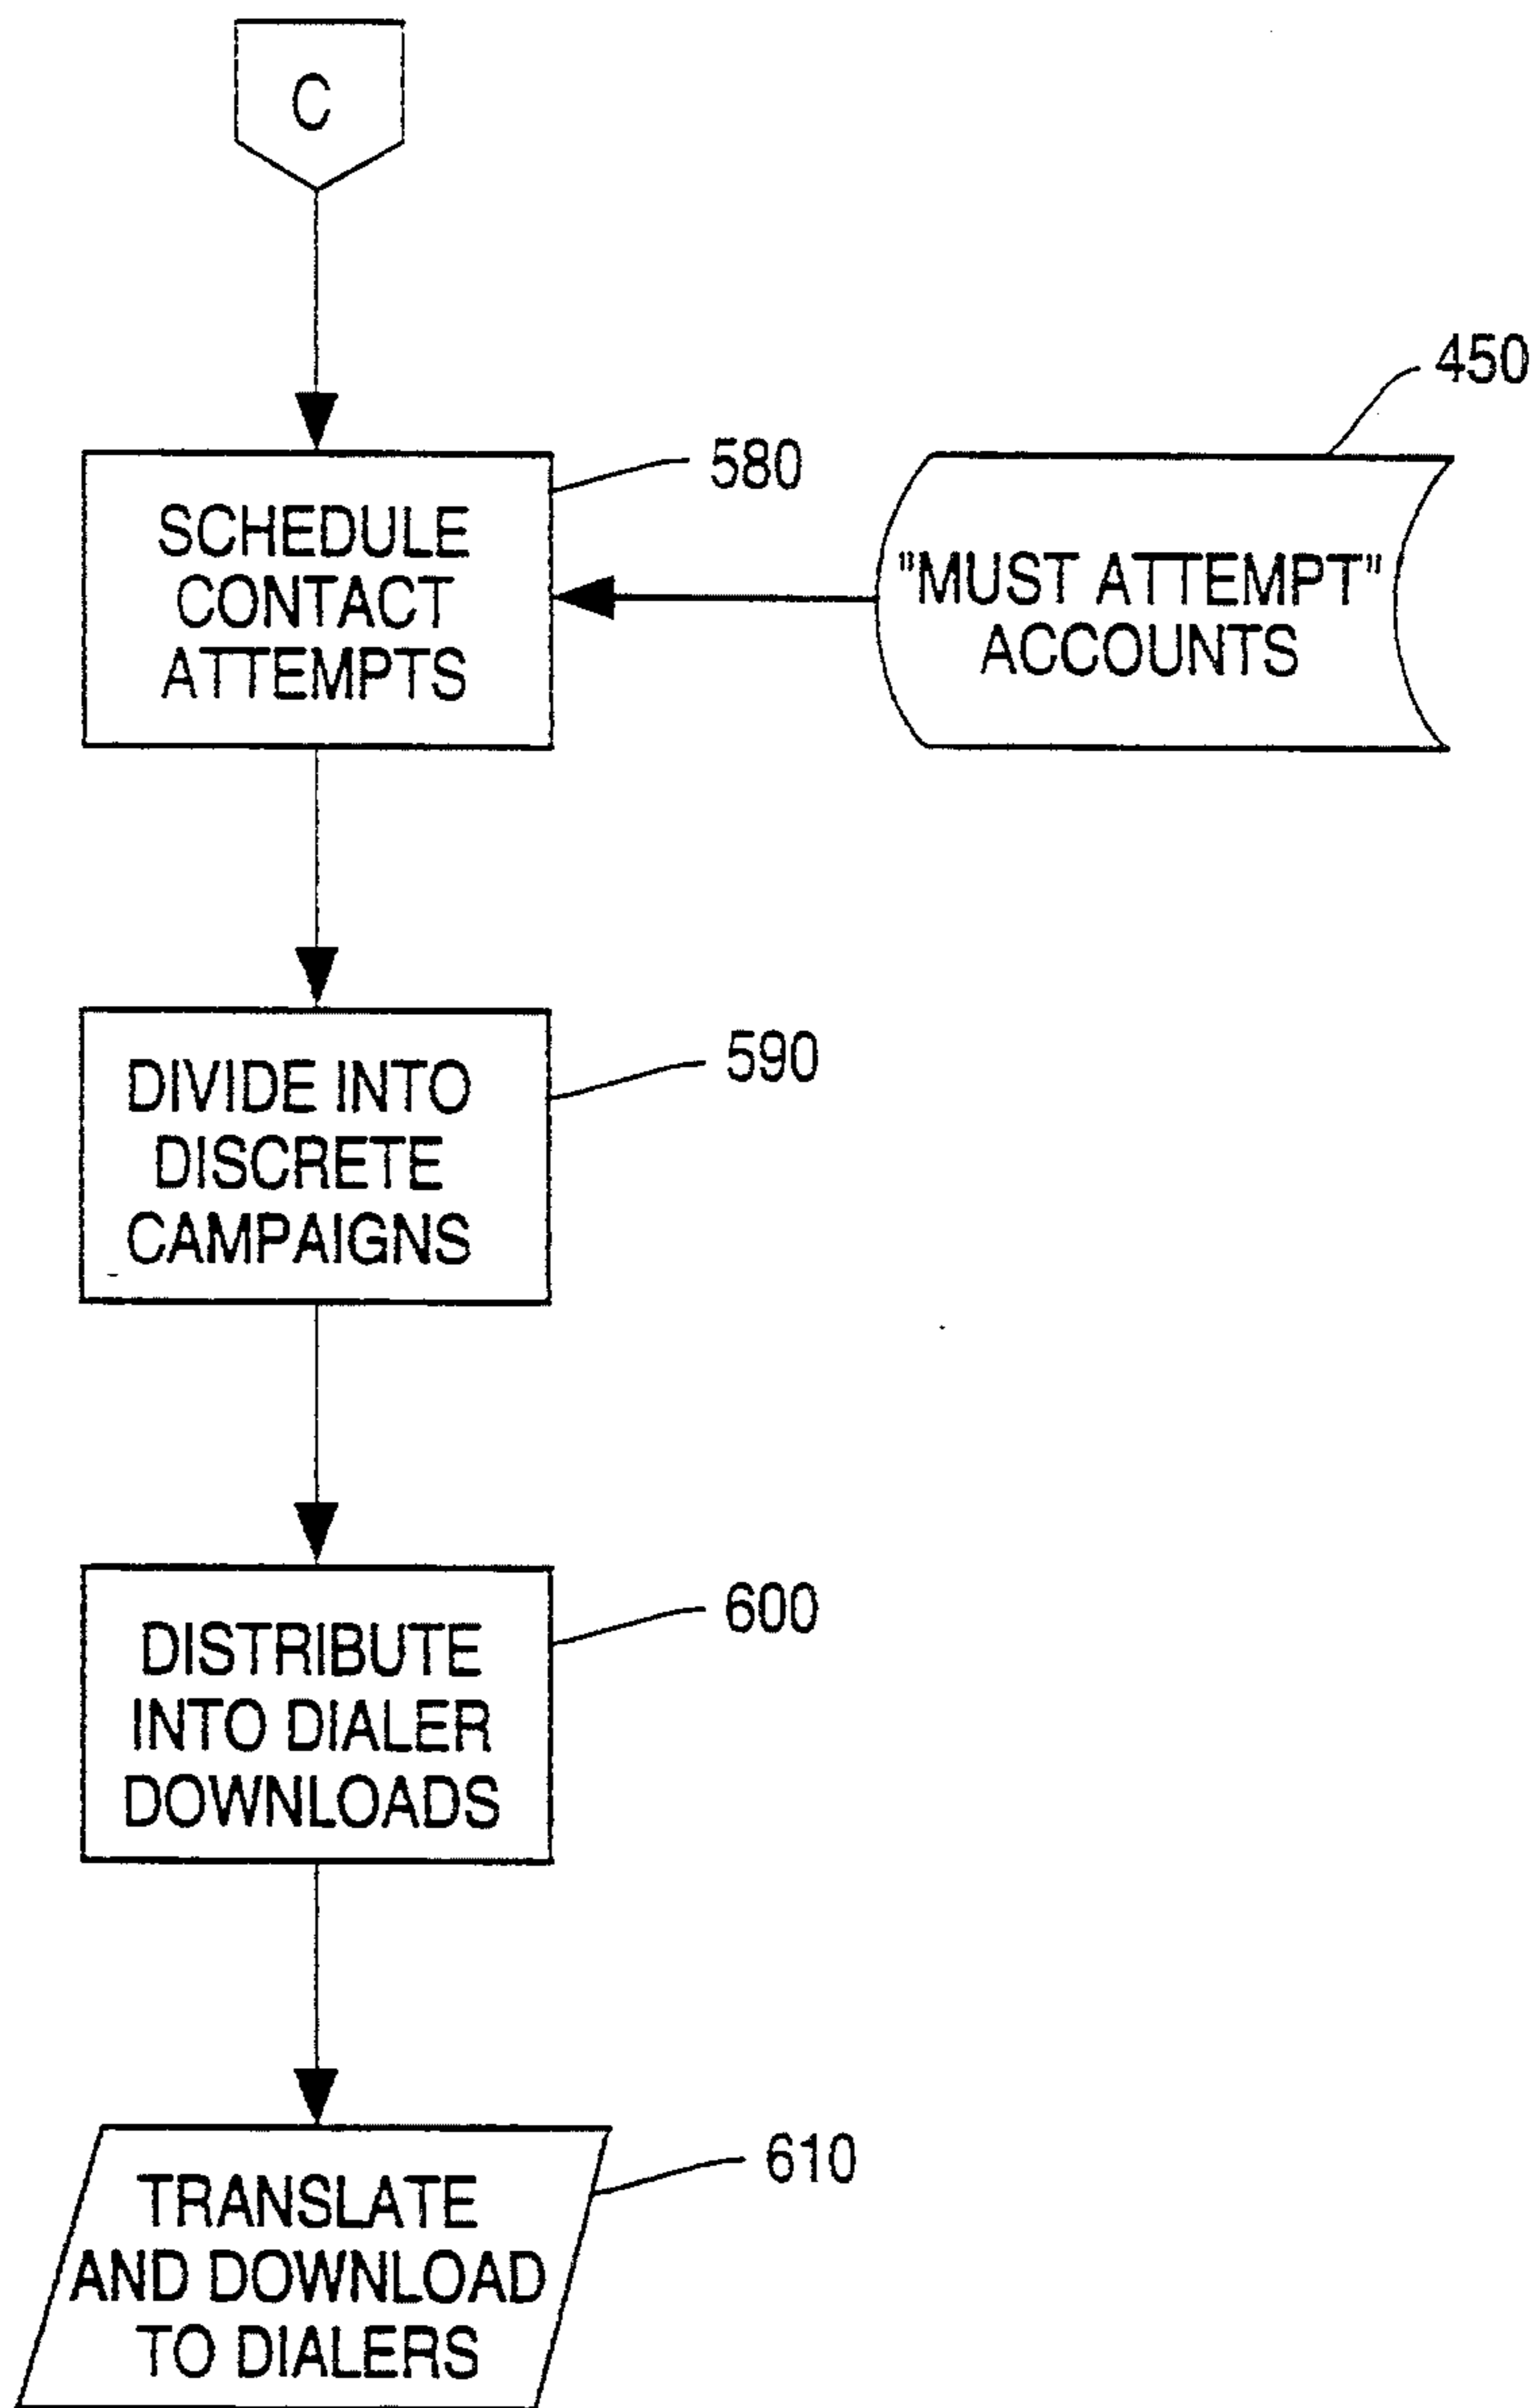 C
450
580
SCHEDULE
CONTACT
ATTEMPTS
"MUST ATTEMPT"
ACCOUNTS
590
DIVIDE INTO
DISCRETE
CAMPAIGNS
600
DISTRIBUTE
INTO DIALER
DOWNLOADS
610
TRANSLATE
AND DOWNLOAD
TO DIALERS